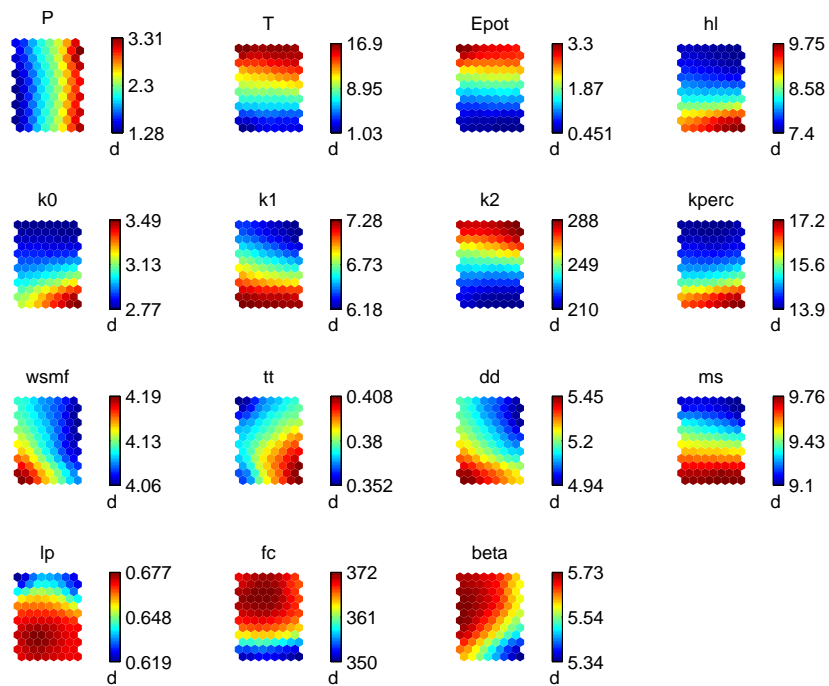 P
3.31
2.3
1.28
d
T
16.9
8.95
1.03
d
Epot
3.3
1.87
0.451
d
hl
9.75
8.58
7.4
d
k0
3.49
3.13
2.77
d
k1
7.28
6.73
6.18
d
k2
288
249
210
d
kperc
17.2
15.6
13.9
d
wsmf
4.19
4.13
4.06
d
tt
0.408
0.38
0.352
d
dd
5.45
5.2
4.94
d
ms
9.76
9.43
9.1
d
lp
0.677
0.648
0.619
d
fc
372
361
350
d
beta
5.73
5.54
5.34
d